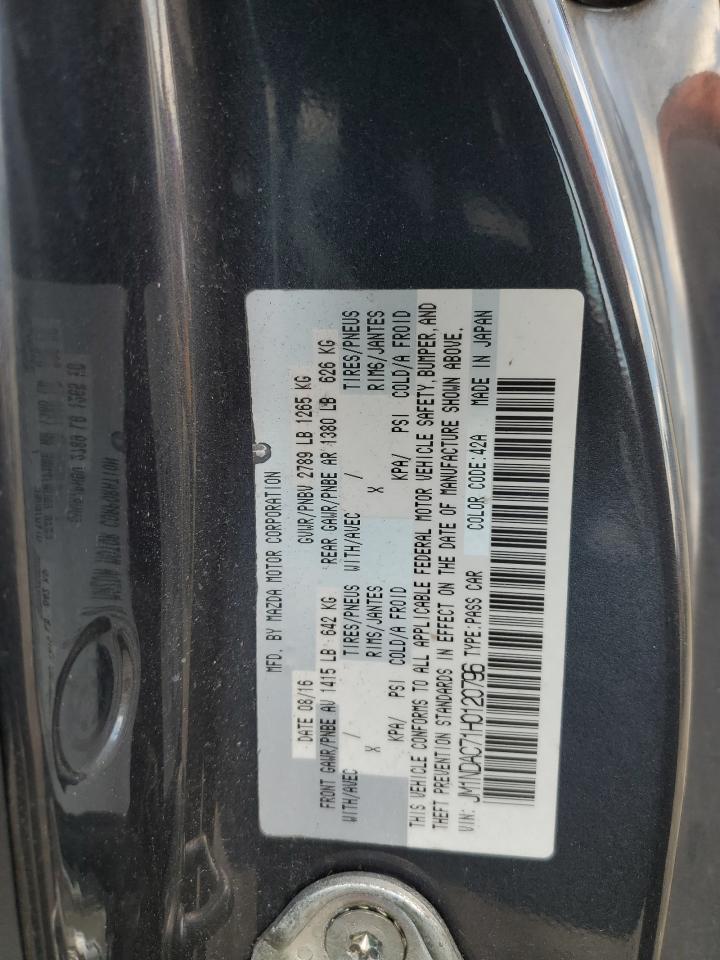 MFD. BY MAZDA MOTOR CORPORATION
DATE 08/16 GVWR/PNBV 2789 LB 1265 KG
FRONT GAWR/PNBE AV 1415 LB 642 KG REAR GAWR/PNBE AR 1380 LB 626 KG
WITH/AVEC / TIRES/PNEUS WITH/AVEC / TIRES/PNEUS
X RIMS/JANTES X RIMS/JANTES
KPA/ PSI COLD/A FROID KPA/ PSI COLD/A FROID
THIS VEHICLE CONFORMS TO ALL APPLICABLE FEDERAL MOTOR VEHICLE SAFETY, BUMPER, AND
THEFT PREVENTION STANDARDS IN EFFECT ON THE DATE OF MANUFACTURE SHOWN ABOVE.
VIN: JM1NDAC71H0120796 TYPE: PASS CAR COLOR CODE: 42A MADE IN JAPAN